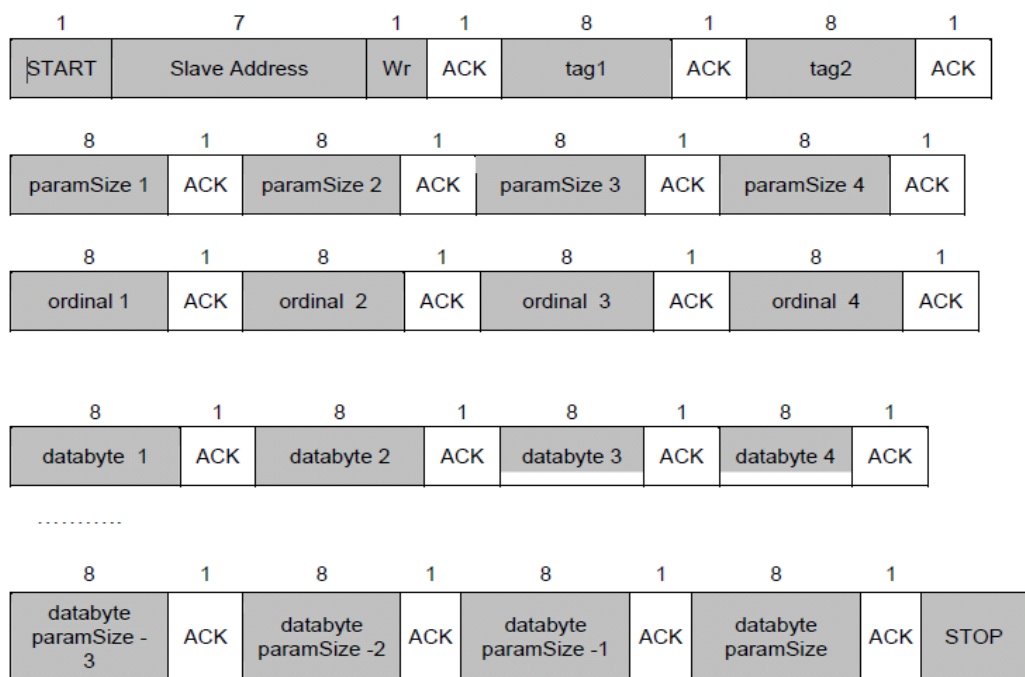 1 7 1 1 8 1 8 1
START Slave Address Wr ACK tag1 ACK tag2 ACK
8 1 8 1 8 1 8 1
paramSize 1 ACK paramSize 2 ACK paramSize 3 ACK paramSize 4 ACK
8 1 8 1 8 1 8 1
ordinal 1 ACK ordinal 2 ACK ordinal 3 ACK ordinal 4 ACK
8 1 8 1 8 1 8 1
databyte 1 ACK databyte 2 ACK databyte 3 ACK databyte 4 ACK
...........
8 1 8 1 8 1 8 1
databyte paramSize - 3 ACK databyte paramSize -2 ACK databyte paramSize -1 ACK databyte paramSize ACK STOP